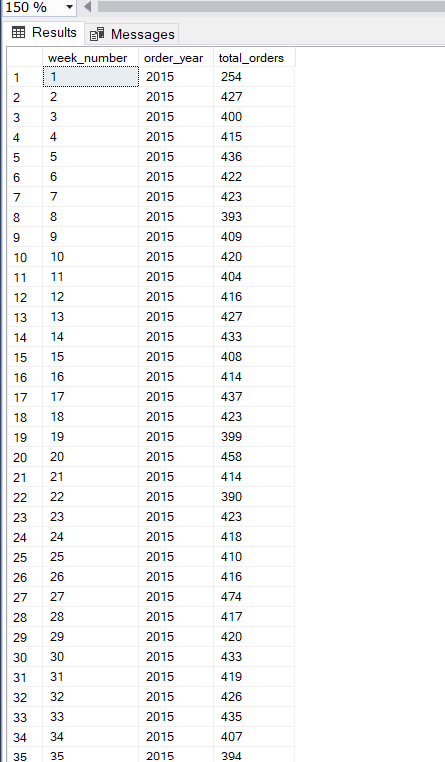 150 %
Results Messages
week_number order_year total_orders
1 1 2015 254
2 2 2015 427
3 3 2015 400
4 4 2015 415
5 5 2015 436
6 6 2015 422
7 7 2015 423
8 8 2015 393
9 9 2015 409
10 10 2015 420
11 11 2015 404
12 12 2015 416
13 13 2015 427
14 14 2015 433
15 15 2015 408
16 16 2015 414
17 17 2015 437
18 18 2015 423
19 19 2015 399
20 20 2015 458
21 21 2015 414
22 22 2015 390
23 23 2015 423
24 24 2015 418
25 25 2015 410
26 26 2015 416
27 27 2015 474
28 28 2015 417
29 29 2015 420
30 30 2015 433
31 31 2015 419
32 32 2015 426
33 33 2015 435
34 34 2015 407
35 35 2015 394